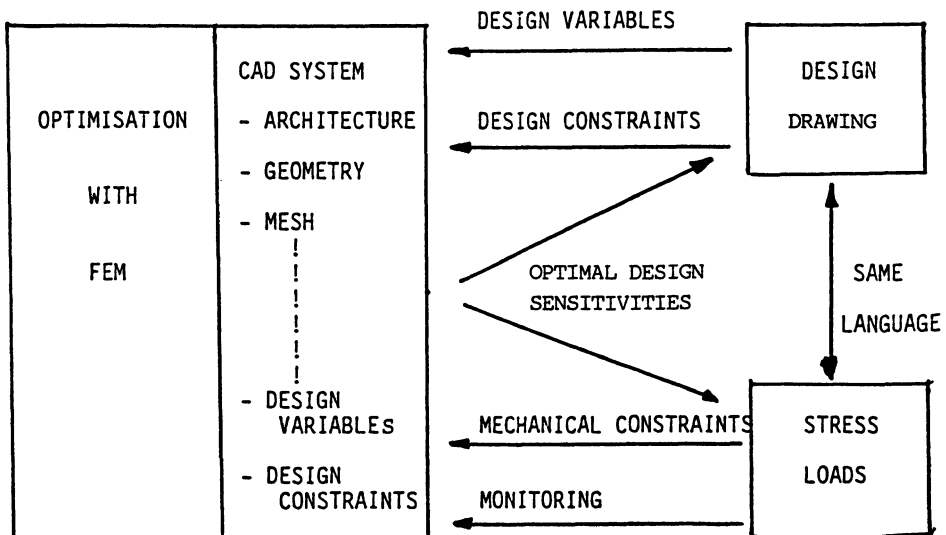 OPTIMISATION
WITH
FEM
CAD SYSTEM
- ARCHITECTURE
- GEOMETRY
- MESH
!
!
!
!
!
!
!
- DESIGN
VARIABLEs
- DESIGN
CONSTRAINTS
DESIGN VARIABLES
DESIGN CONSTRAINTS
OPTIMAL DESIGN
SENSITIVITIES
MECHANICAL CONSTRAINTS
MONITORING
DESIGN
DRAWING
SAME
LANGUAGE
STRESS
LOADS